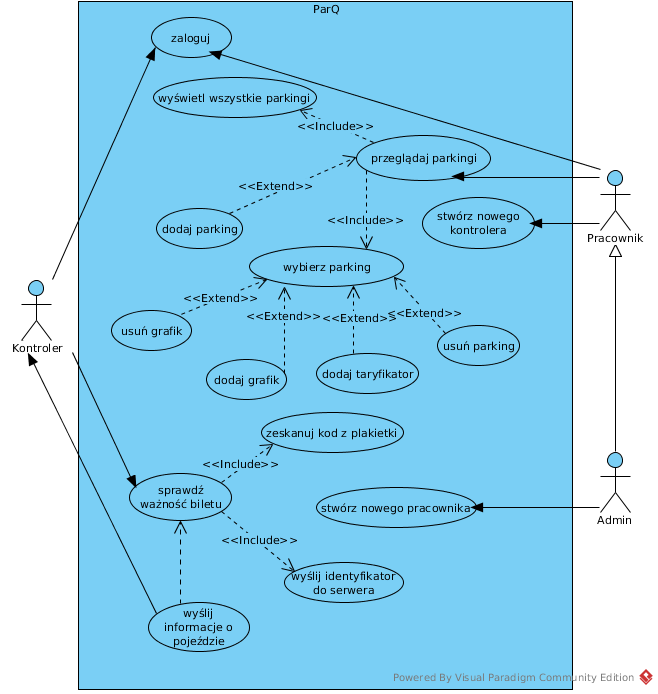 ParQ
zaloguj
wyświetl wszystkie parkingi
<<Include>>
przeglądaj parkingi
<<Extend>>
<<Include>>
dodaj parking
stwórz nowego
kontrolera
Pracownik
wybierz parking
<<Extend>>
<<Extend>>
<<Extend>>
<<Extend>>
usuń grafik
usuń parking
Kontroler
dodaj grafik
dodaj taryfikator
zeskanuj kod z plakietki
<<Include>>
sprawdź
ważność biletu
stwórz nowego pracownika
Admin
<<Include>>
wyślij identyfikator
do serwera
wyślij
informacje o
pojeździe
Powered By Visual Paradigm Community Edition